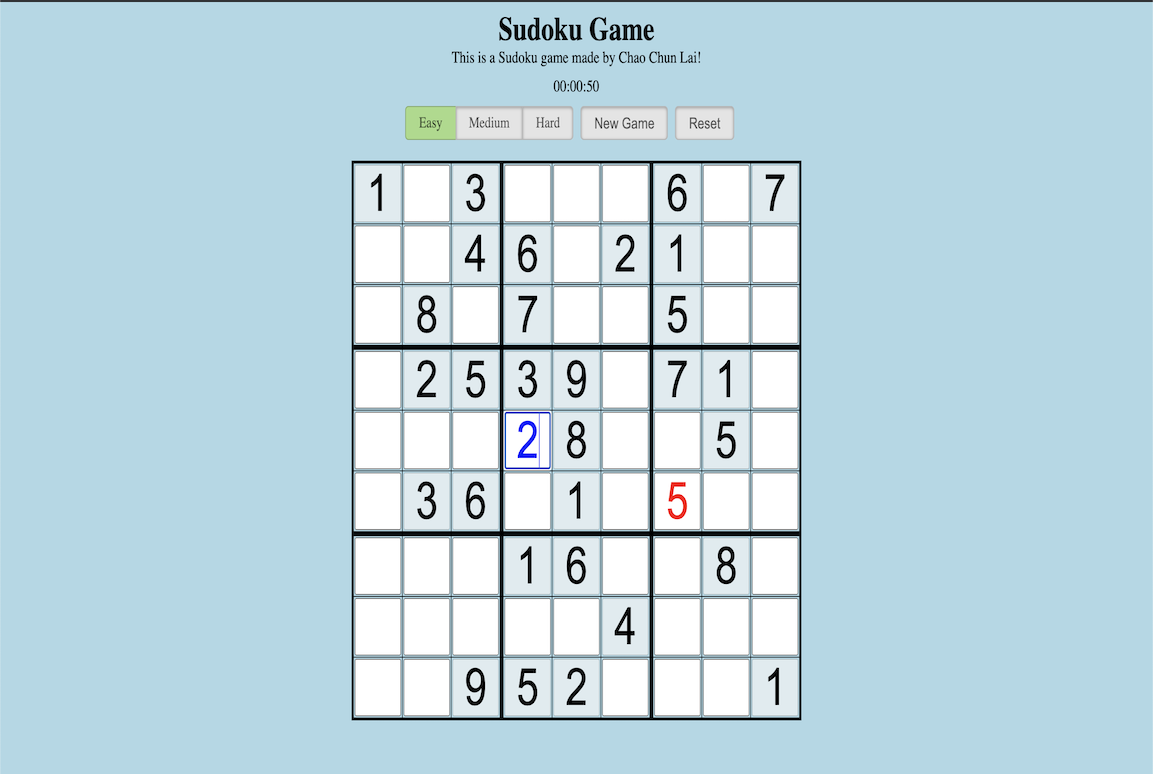 Sudoku Game
This is a Sudoku game made by Chao Chun Lai!
00:00:50
Easy Medium Hard New Game Reset
1 3 6 7
4 6 2 1
8 7 5
2 5 3 9 7 1
2 8 5
3 6 1 5
1 6 8
4
9 5 2 1